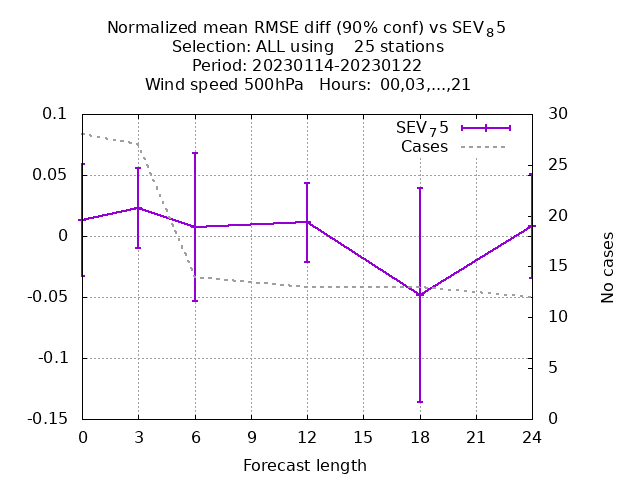 Normalized mean RMSE diff (90% conf) vs SEV₈5
Selection: ALL using    25 stations
Period: 20230114-20230122
Wind speed 500hPa   Hours:  00,03,...,21
0.1
0.05
0
-0.05
-0.1
-0.15
30
25
20
15
10
5
0
SEV₇5
Cases
No cases
0 3 6 9 12 15 18 21 24
Forecast length